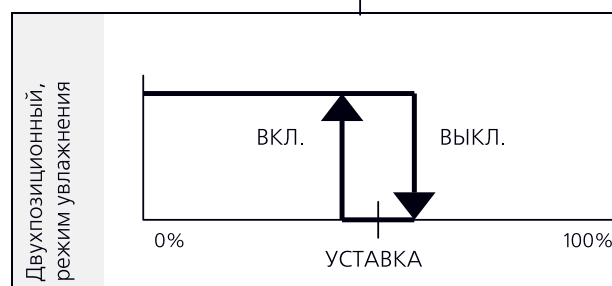 Двухпозиционный,
режим увлажнения
ВКЛ.
ВЫКЛ.
0%
УСТАВКА
100%